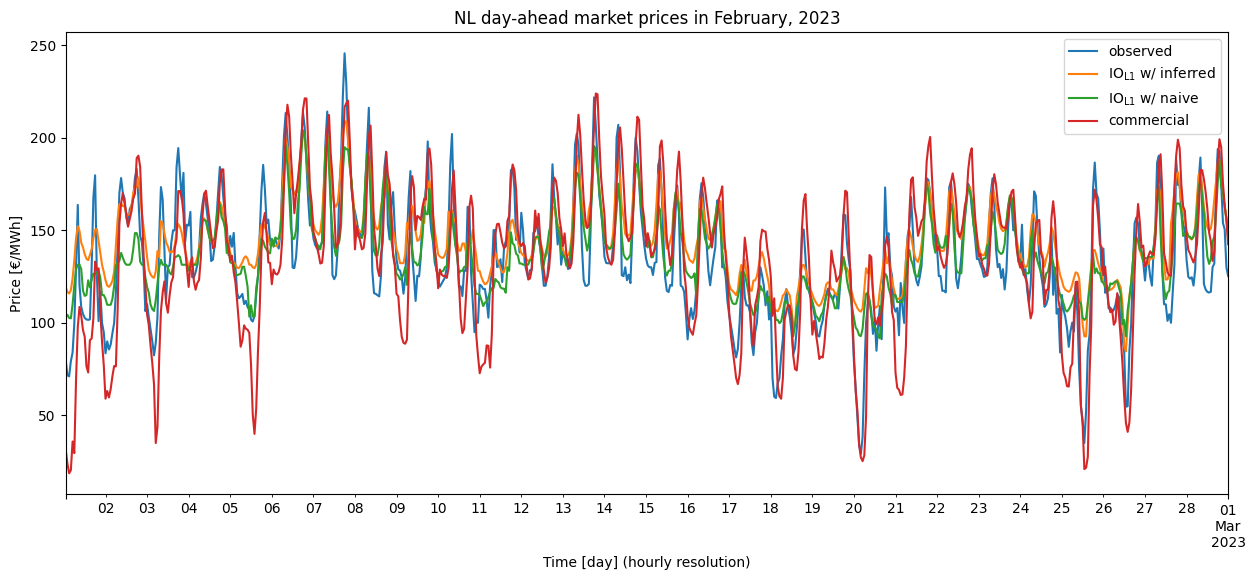 NL day-ahead market prices in February, 2023
250
200
150
100
50
Price [€/MWh]
observed
IO_L1 w/ inferred
IO_L1 w/ naive
commercial
02 03 04 05 06 07 08 09 10 11 12 13 14 15 16 17 18 19 20 21 22 23 24 25 26 27 28 01
Mar
2023
Time [day] (hourly resolution)